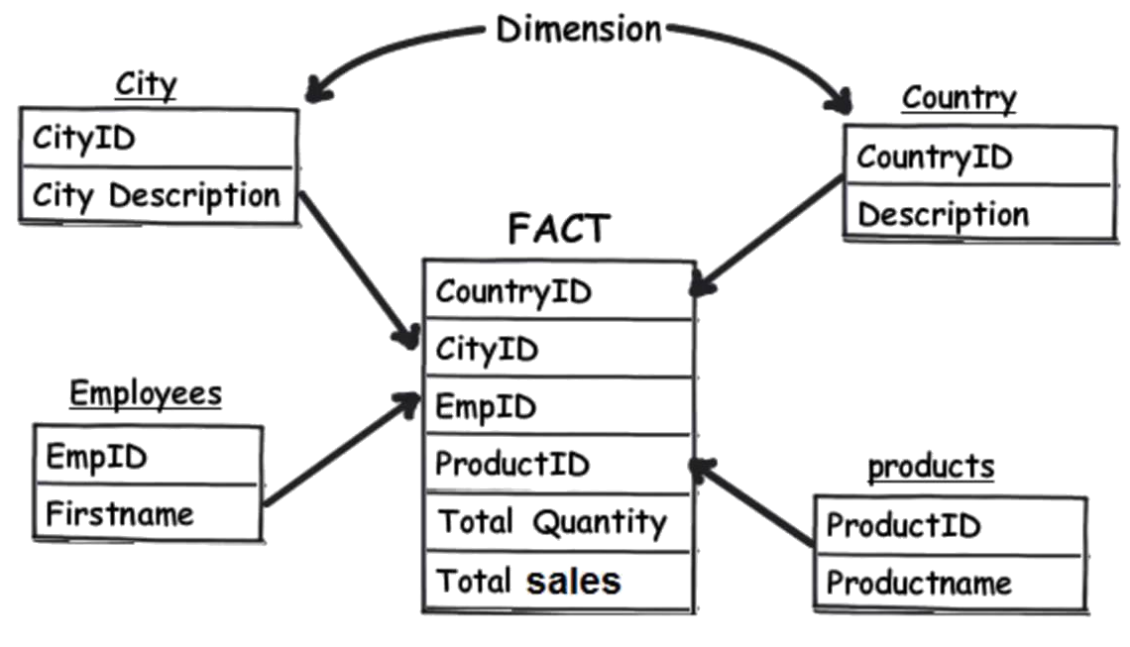 Dimension
City
CityID
City Description
Country
CountryID
Description
FACT
CountryID
CityID
EmpID
ProductID
Total Quantity
Total sales
Employees
EmpID
Firstname
products
ProductID
Productname